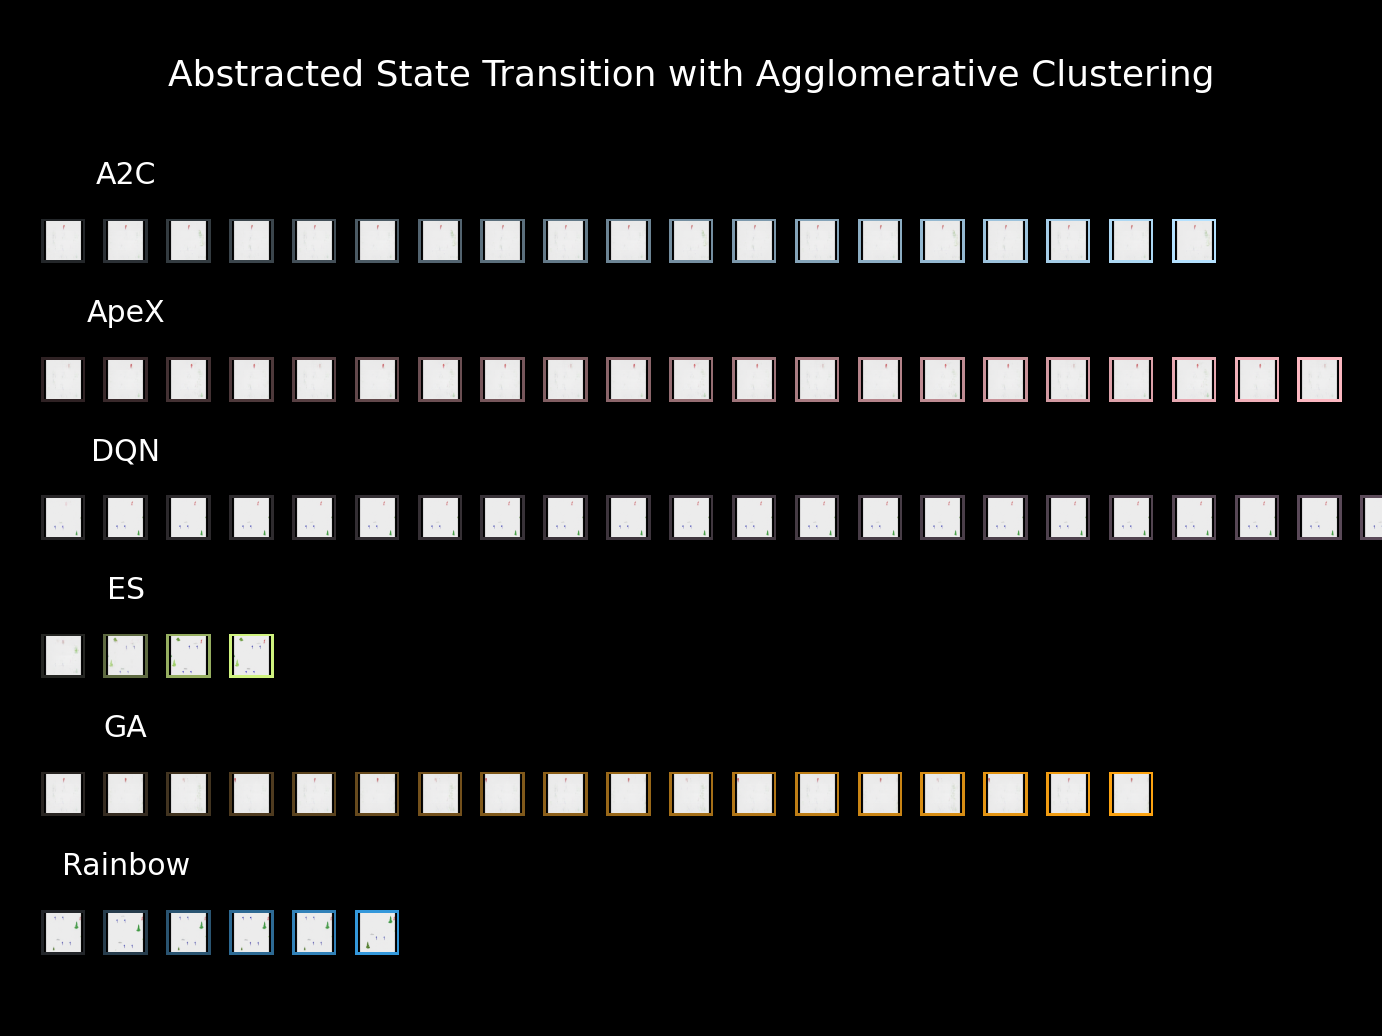 Abstracted State Transition with Agglomerative Clustering
A2C
ApeX
DQN
ES
GA
Rainbow